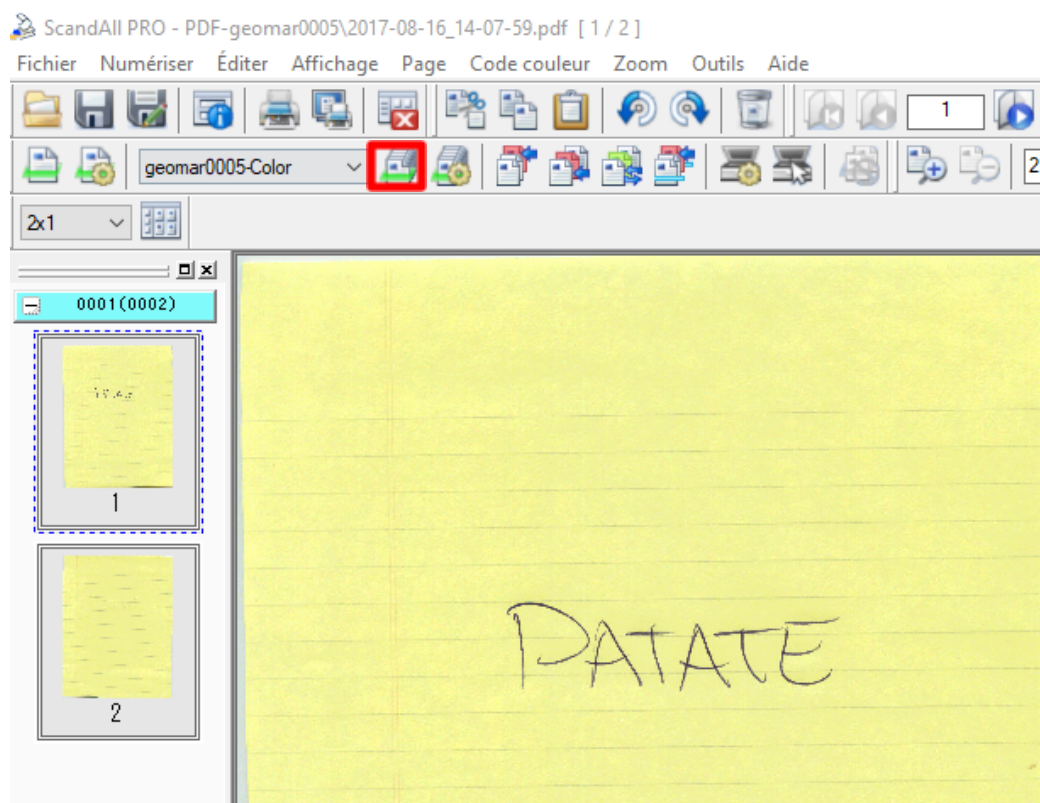 ScandAll PRO - PDF-geomar0005\2017-08-16_14-07-59.pdf [ 1 / 2 ]
Fichier Numériser Éditer Affichage Page Code couleur Zoom Outils Aide
1
geomar0005-Color 2
2x1
0001(0002)
1
2
PATATE